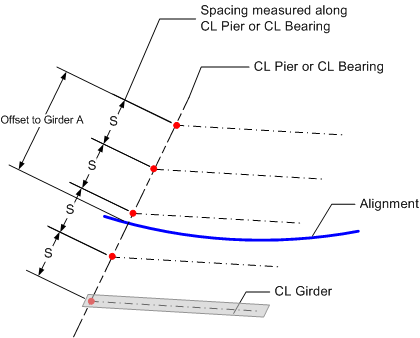 Spacing measured along
CL Pier or CL Bearing
CL Pier or CL Bearing
Offset to Girder A
S
S
S
S
Alignment
CL Girder